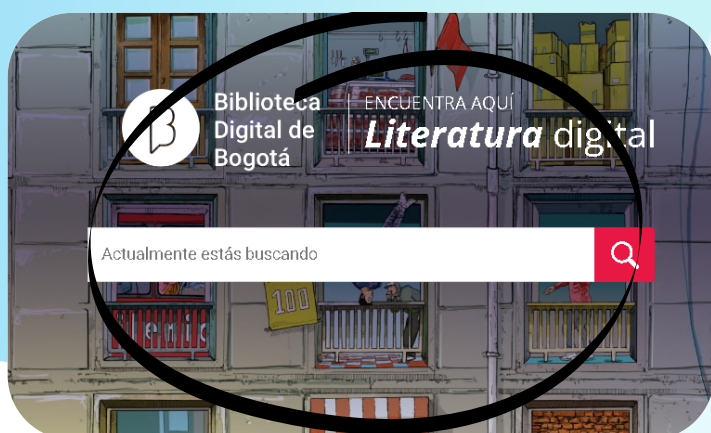 Biblioteca
Digital de
Bogotá
ENCUENTRA AQUÍ
Literatura digital
Actualmente estás buscando
100